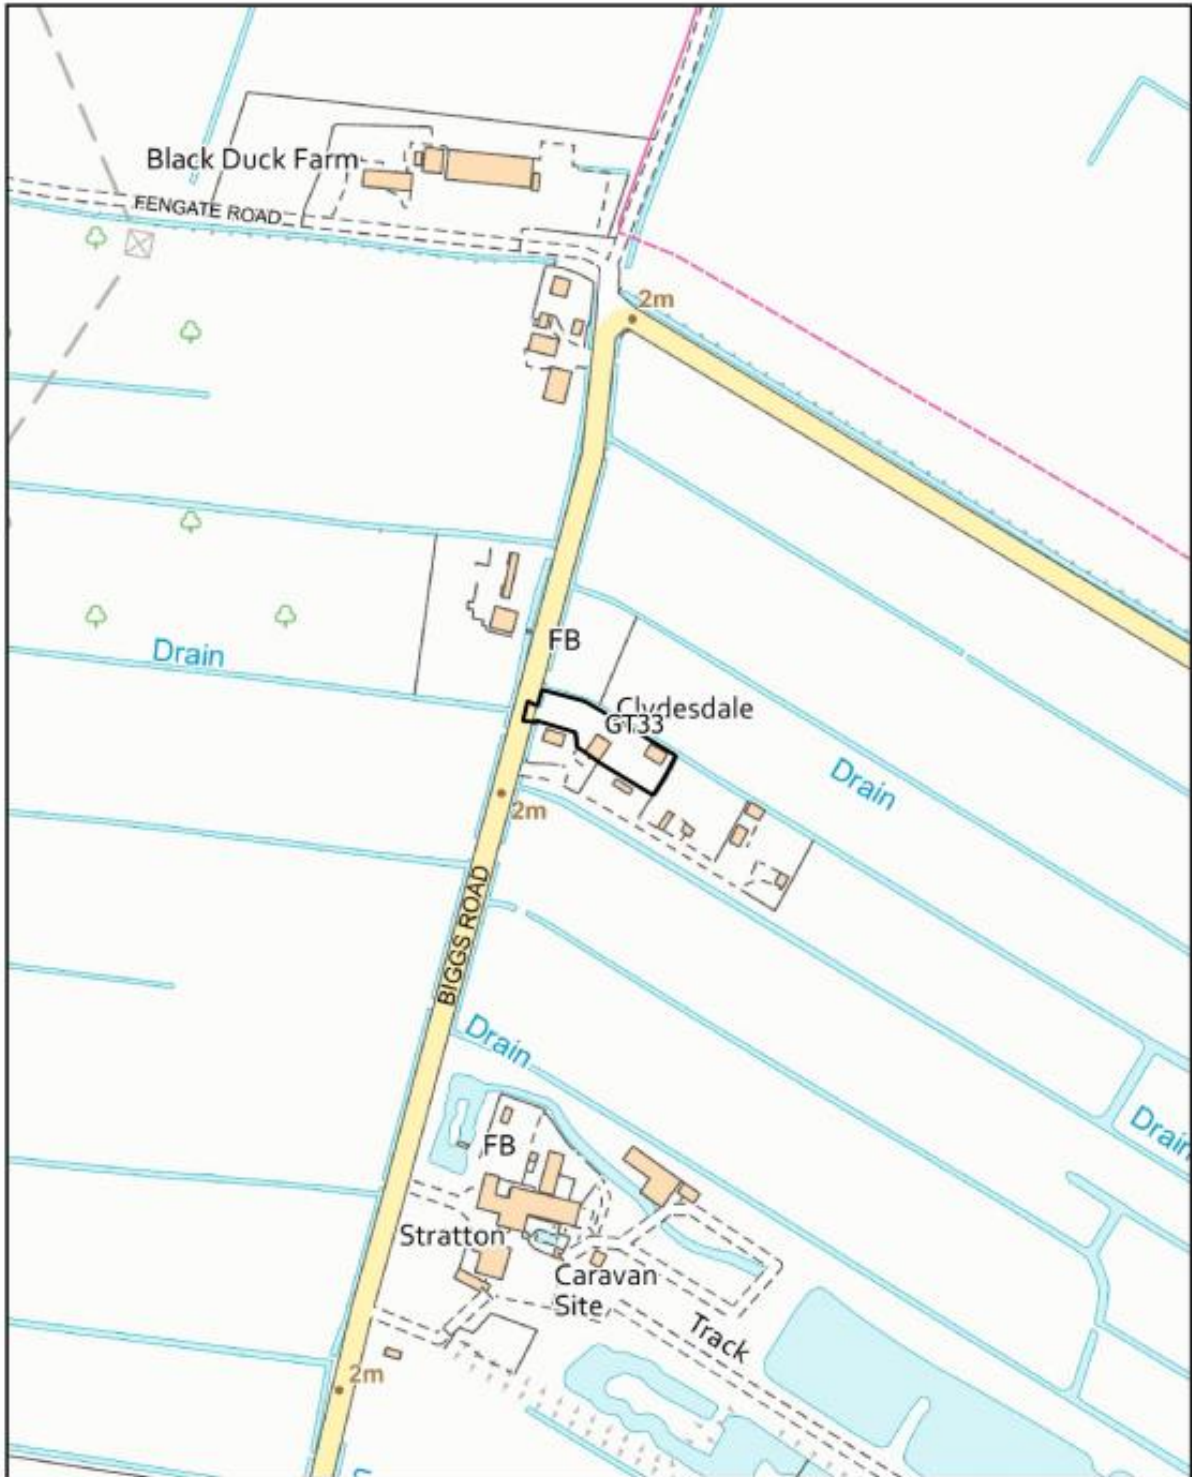 Black Duck Farm
FENGATE ROAD
2m
FB
Drain
Clydesdale
GT33
Drain
2m
BIGGS ROAD
Drain
Drain
FB
Stratton
Caravan
Site
Track
2m